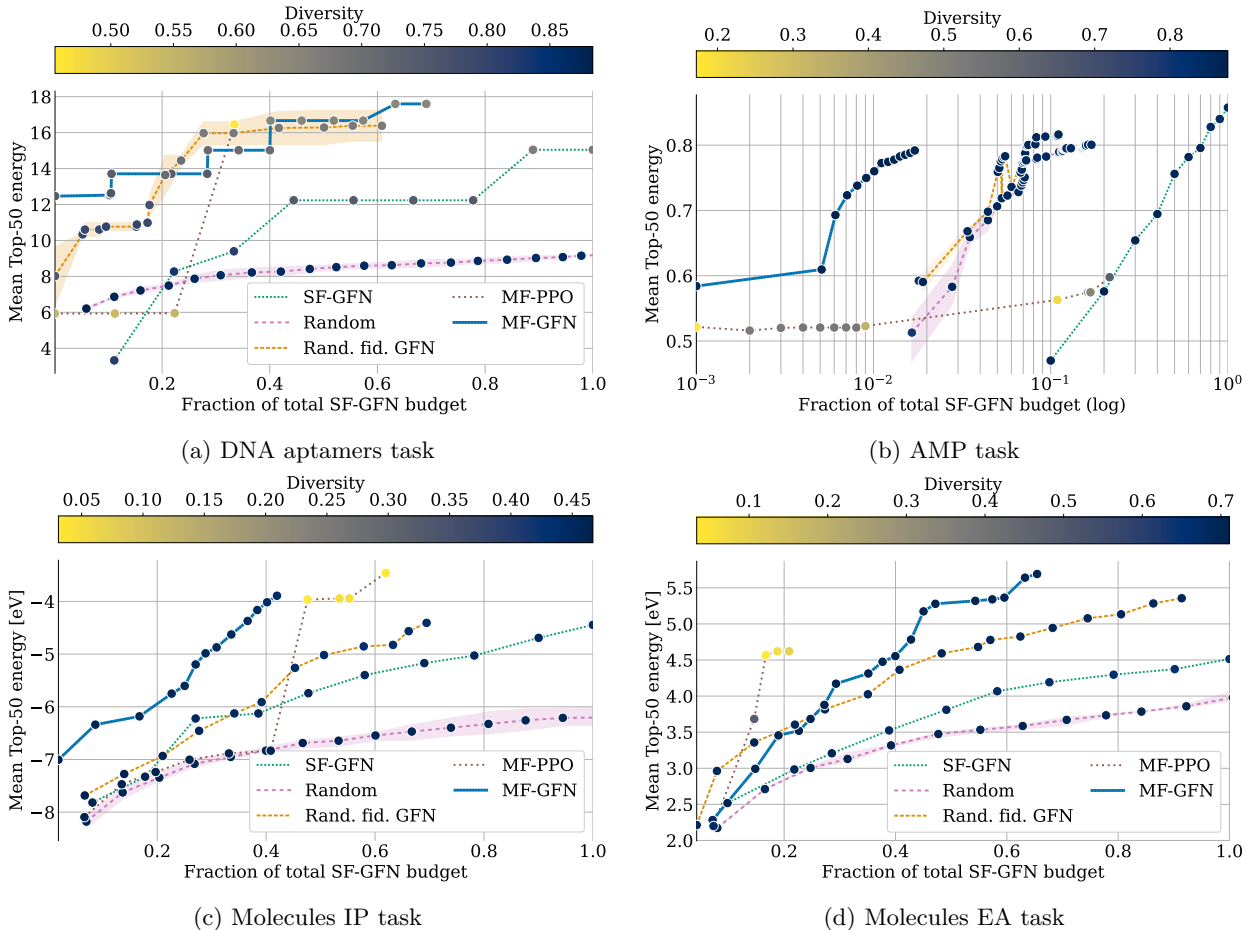 Diversity
0.50 0.55 0.60 0.65 0.70 0.75 0.80 0.85
Mean Top-50 energy
18
16
14
12
10
8
6
4
SF-GFN
Random
Rand. fid. GFN
MF-PPO
MF-GFN
0.2 0.4 0.6 0.8 1.0
Fraction of total SF-GFN budget
(a) DNA aptamers task
Diversity
0.2 0.3 0.4 0.5 0.6 0.7 0.8
Mean Top-50 energy
0.8
0.7
0.6
0.5
10⁻³ 10⁻² 10⁻¹ 10⁰
Fraction of total SF-GFN budget (log)
(b) AMP task
Diversity
0.05 0.10 0.15 0.20 0.25 0.30 0.35 0.40 0.45
Mean Top-50 energy [eV]
−4
−5
−6
−7
−8
SF-GFN
Random
Rand. fid. GFN
MF-PPO
MF-GFN
0.2 0.4 0.6 0.8 1.0
Fraction of total SF-GFN budget
(c) Molecules IP task
Diversity
0.1 0.2 0.3 0.4 0.5 0.6 0.7
Mean Top-50 energy [eV]
5.5
5.0
4.5
4.0
3.5
3.0
2.5
2.0
SF-GFN
Random
Rand. fid. GFN
MF-PPO
MF-GFN
0.2 0.4 0.6 0.8 1.0
Fraction of total SF-GFN budget
(d) Molecules EA task